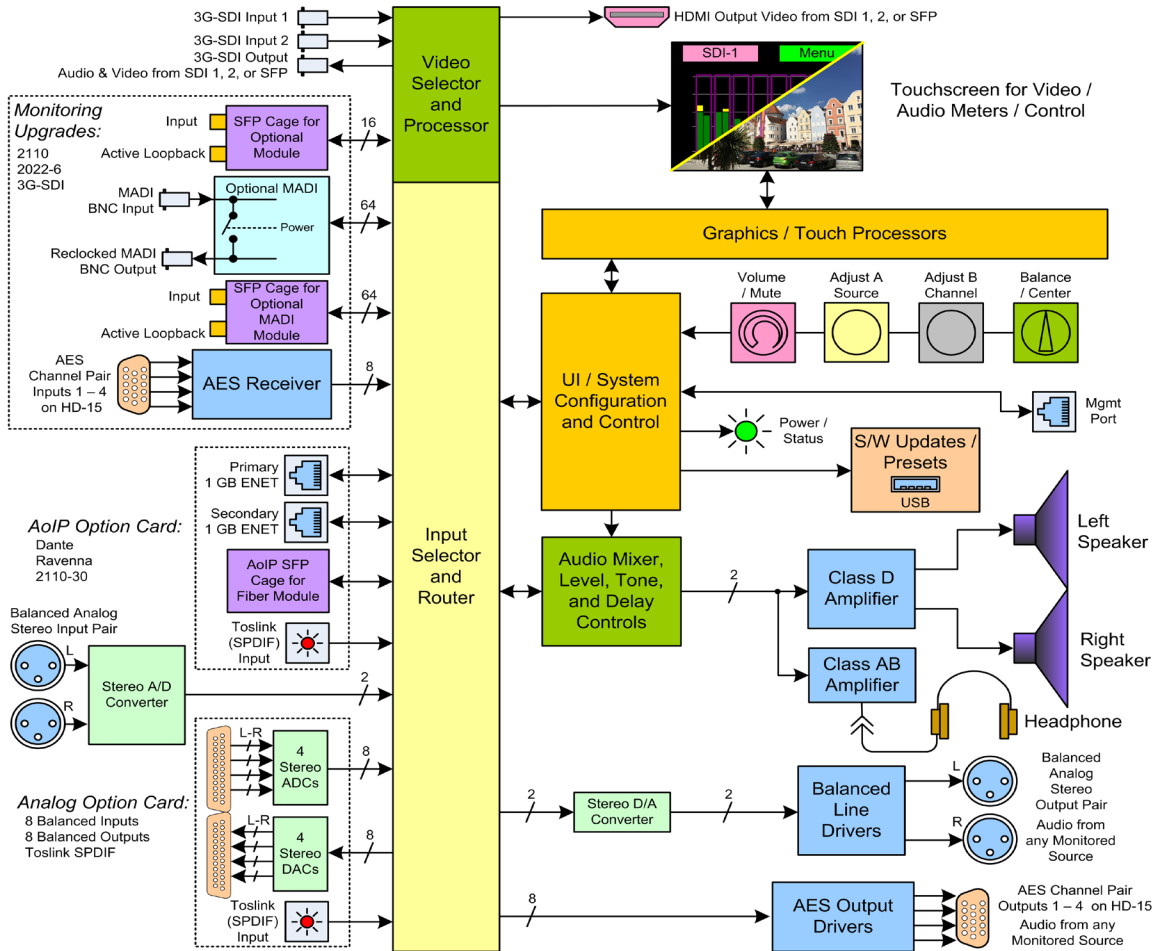 3G-SDI Input 1
3G-SDI Input 2
3G-SDI Output
Audio & Video from SDI 1, 2, or SFP
Video
Selector
and
Processor
HDMI Output Video from SDI 1, 2, or SFP
SDI-1
Menu
Touchscreen for Video /
Audio Meters / Control
Monitoring
Upgrades:
2110
2022-6
3G-SDI
Input
Active Loopback
SFP Cage for
Optional
Module
16
MADI
BNC Input
Optional MADI
Power
64
Reclocked MADI
BNC Output
Input
Active Loopback
SFP Cage for
Optional
MADI
Module
64
AES
Channel Pair
Inputs 1 – 4
on HD-15
AES Receiver
8
Graphics / Touch Processors
Volume
/ Mute
Adjust A
Source
Adjust B
Channel
Balance
/ Center
UI / System
Configuration
and Control
Mgmt
Port
Power /
Status
S/W Updates /
Presets
USB
AoIP Option Card:
Dante
Ravenna
2110-30
Primary
1 GB ENET
Secondary
1 GB ENET
AoIP SFP
Cage for
Fiber Module
Toslink
(SPDIF)
Input
Input
Selector
and
Router
Audio Mixer,
Level, Tone,
and Delay
Controls
2
Class D
Amplifier
Left
Speaker
Right
Speaker
Class AB
Amplifier
Headphone
Balanced Analog
Stereo Input Pair
L
R
Stereo A/D
Converter
2
Analog Option Card:
8 Balanced Inputs
8 Balanced Outputs
Toslink SPDIF
L-R
4
Stereo
ADCs
8
L-R
4
Stereo
DACs
8
Toslink
(SPDIF)
Input
2
Stereo D/A
Converter
2
Balanced
Line
Drivers
L
R
Balanced
Analog
Stereo
Output Pair
Audio from
any Monitored
Source
8
AES Output
Drivers
AES Channel Pair
Outputs 1 – 4 on HD-15
Audio from any
Monitored Source